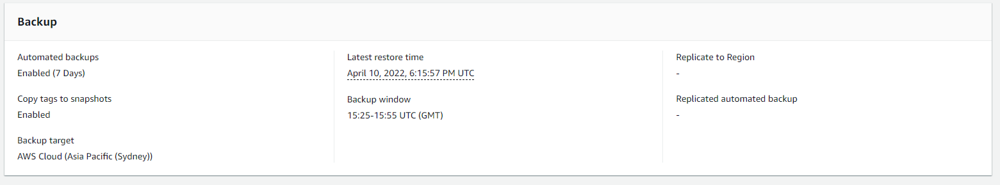 Backup
Automated backups
Enabled (7 Days)
Copy tags to snapshots
Enabled
Backup target
AWS Cloud (Asia Pacific (Sydney))
Latest restore time
April 10, 2022, 6:15:57 PM UTC
Backup window
15:25-15:55 UTC (GMT)
Replicate to Region
-
Replicated automated backup
-